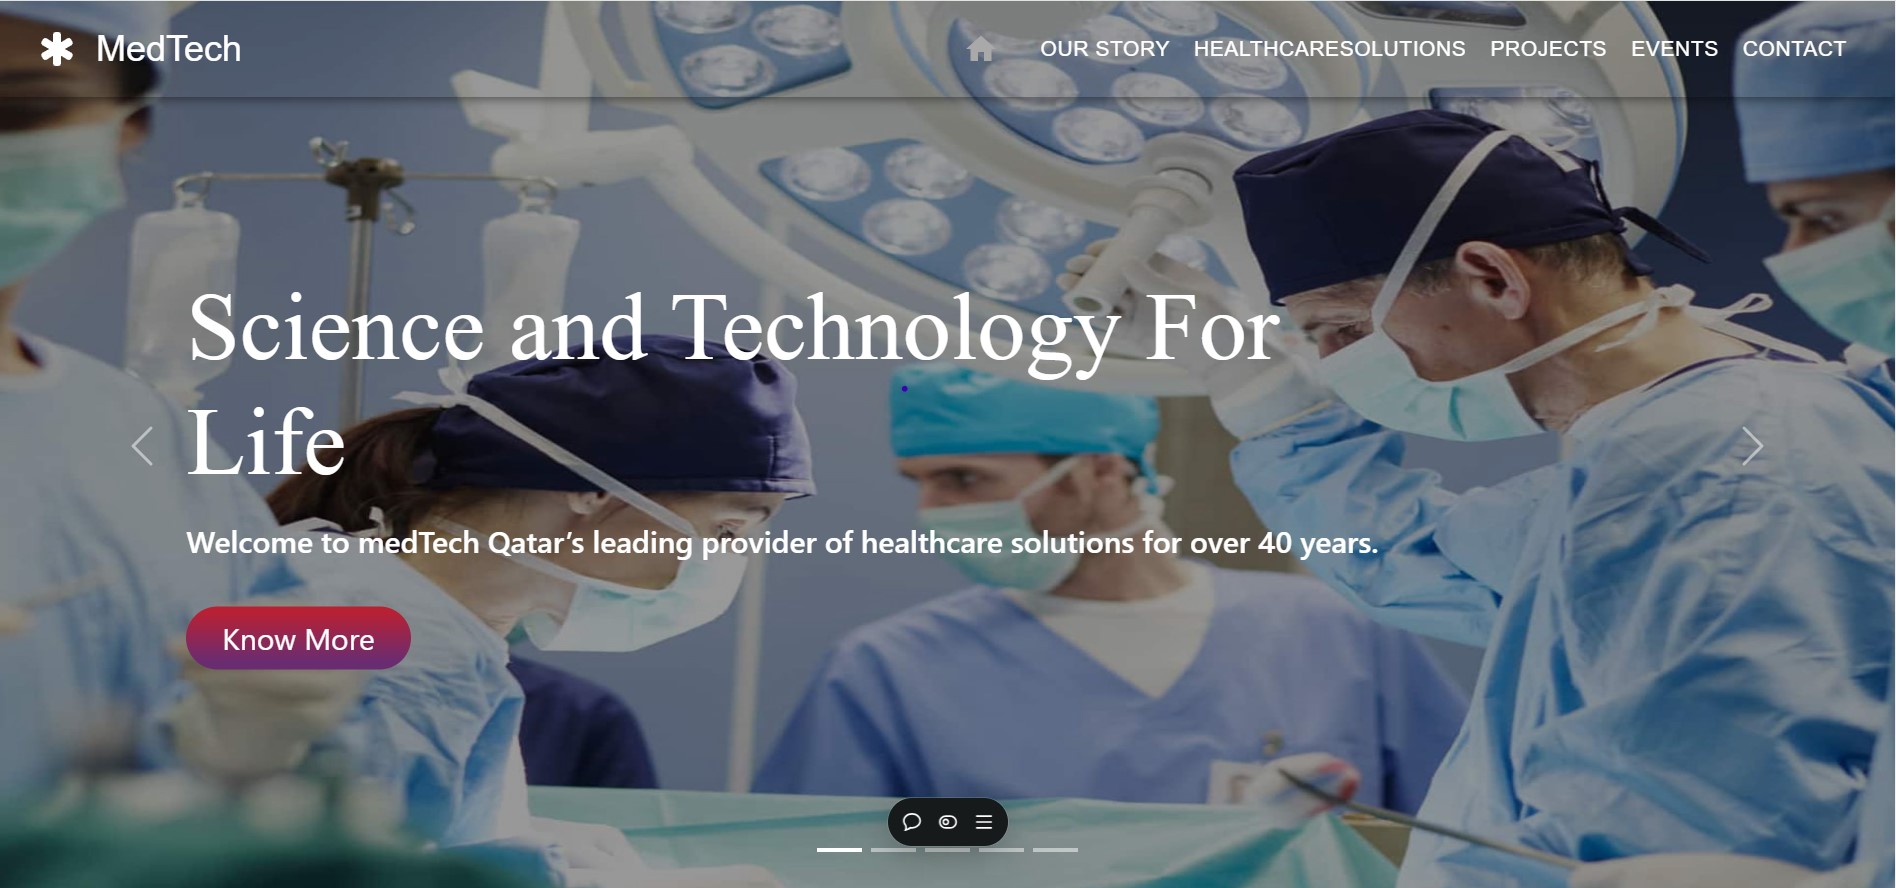 MedTech
OUR STORY HEALTHCARESOLUTIONS PROJECTS EVENTS CONTACT
Science and Technology For
Life
Welcome to medTech Qatar’s leading provider of healthcare solutions for over 40 years.
Know More